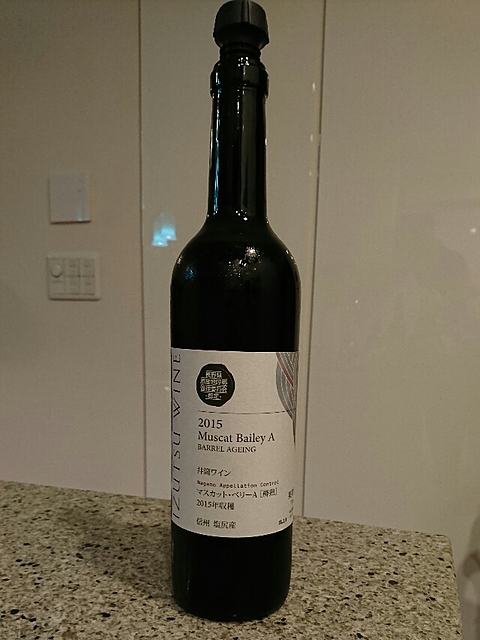 IZUTSU WINE
2015
Muscat Bailey A
BARREL AGEING
井筒ワイン
Nagano Appellation Control
マスカット・ベリーA [樽熟]
2015年収穫
信州 塩尻産